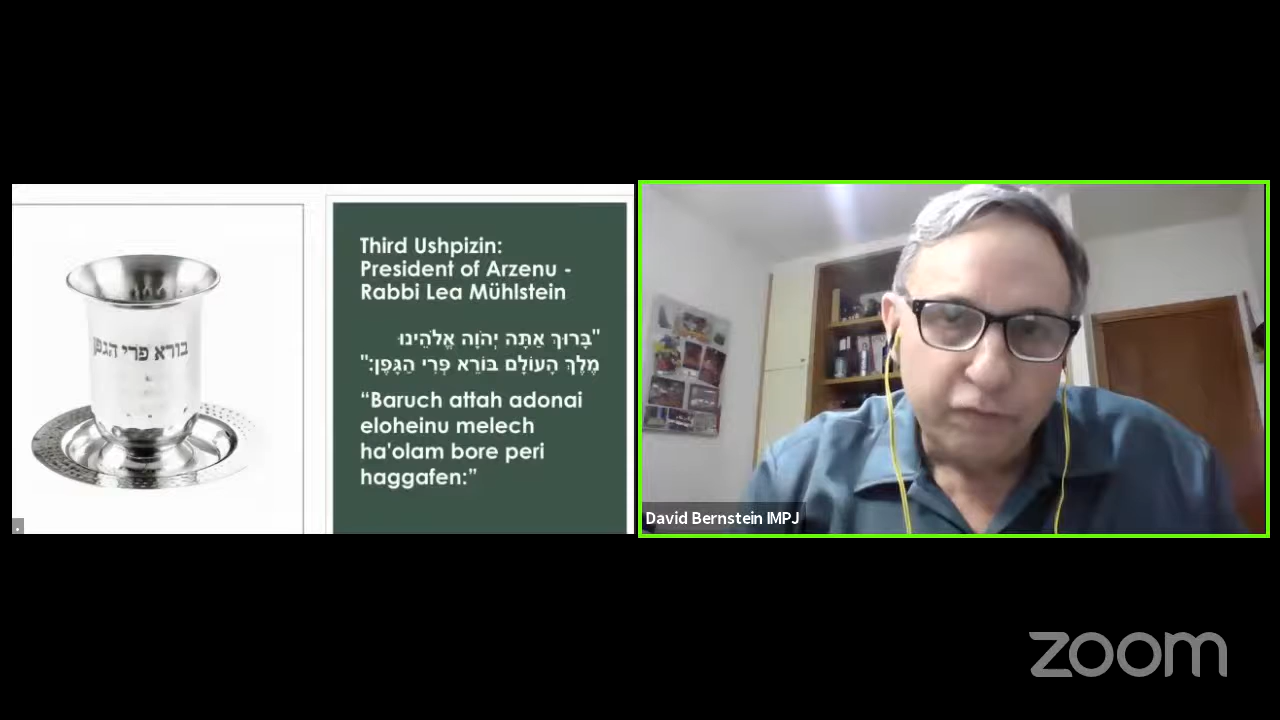 בורא פרי הגפן
Third Ushpizin:
President of Arzenu -
Rabbi Lea Mühlstein
"בָּרוּךְ אַתָּה יְהֹוָה אֱלֹהֵינוּ
מֶלֶךְ הָעוֹלָם בּוֹרֵא פְּרִי הַגָּפֶן:"
“Baruch attah adonai
eloheinu melech
ha'olam bore peri
haggafen:”
David Bernstein IMPJ
zoom